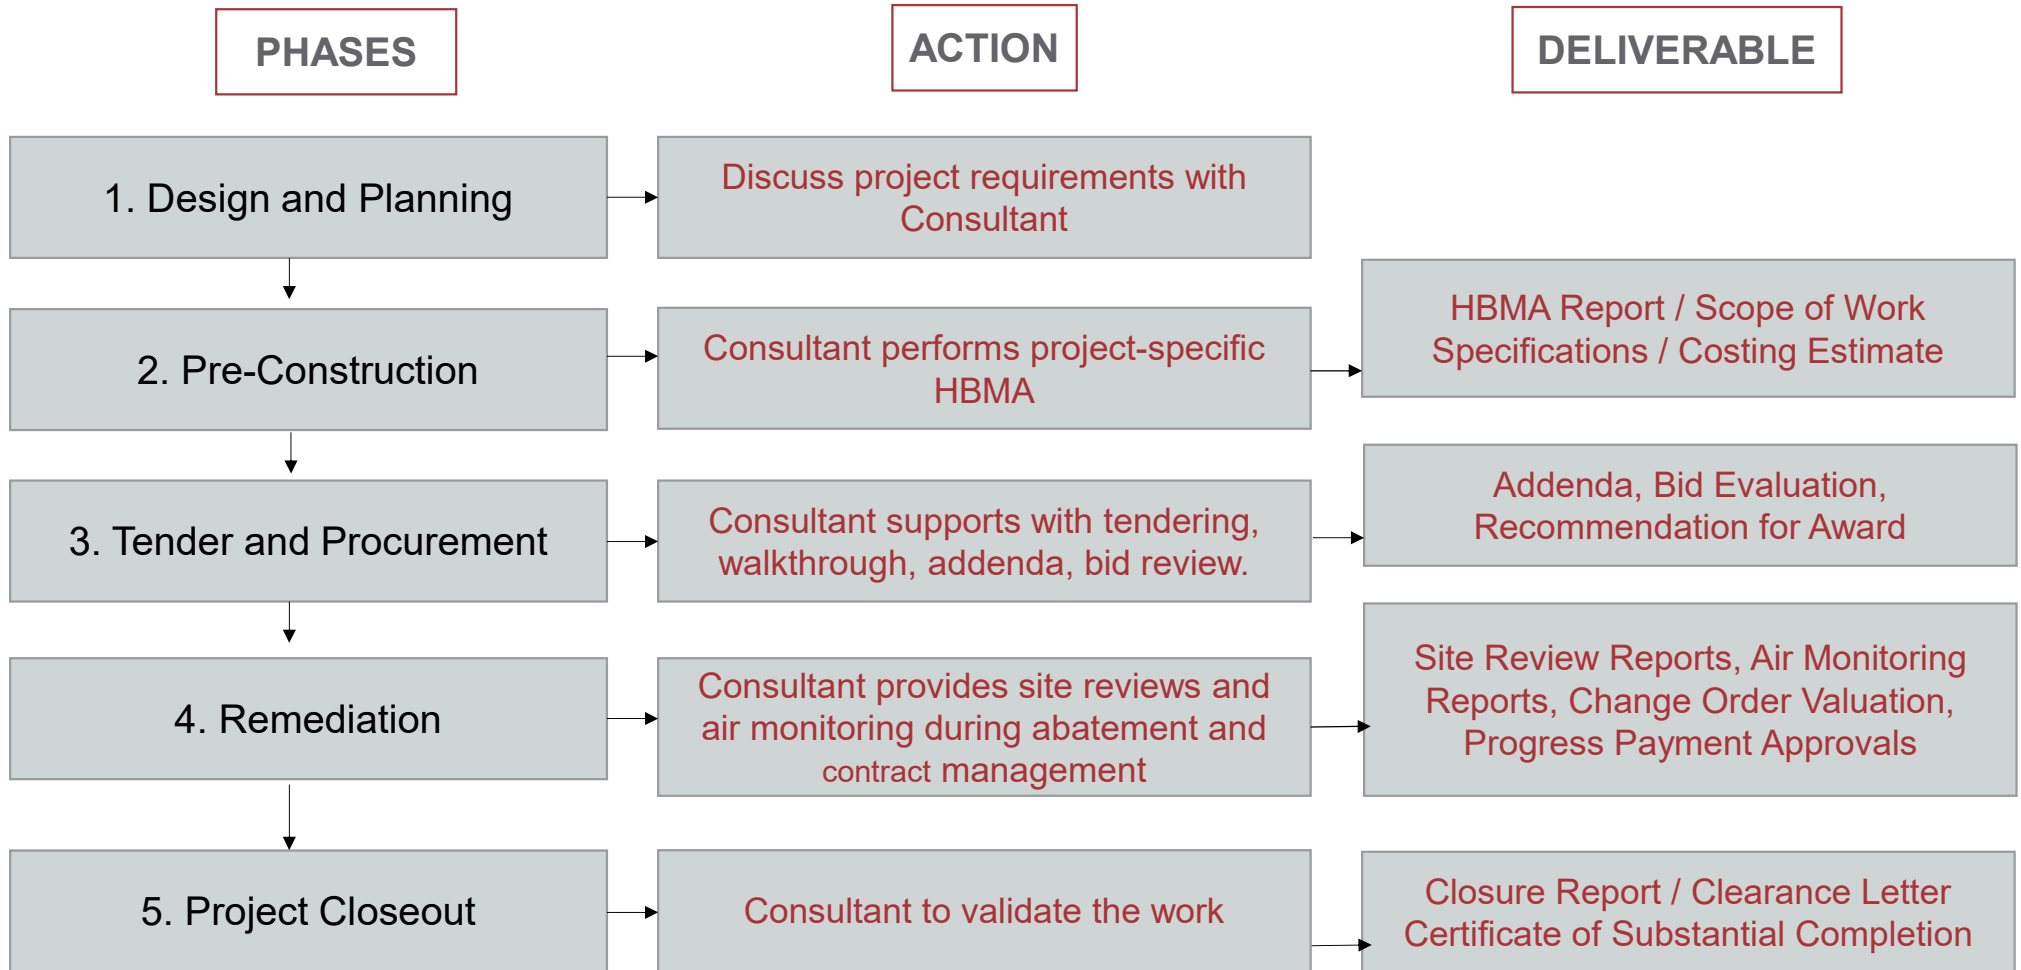 PHASES
ACTION
DELIVERABLE
1. Design and Planning
Discuss project requirements with
Consultant
2. Pre-Construction
Consultant performs project-specific
HBMA
HBMA Report / Scope of Work
Specifications / Costing Estimate
3. Tender and Procurement
Consultant supports with tendering,
walkthrough, addenda, bid review.
Addenda, Bid Evaluation,
Recommendation for Award
4. Remediation
Consultant provides site reviews and
air monitoring during abatement and
contract management
Site Review Reports, Air Monitoring
Reports, Change Order Valuation,
Progress Payment Approvals
5. Project Closeout
Consultant to validate the work
Closure Report / Clearance Letter
Certificate of Substantial Completion